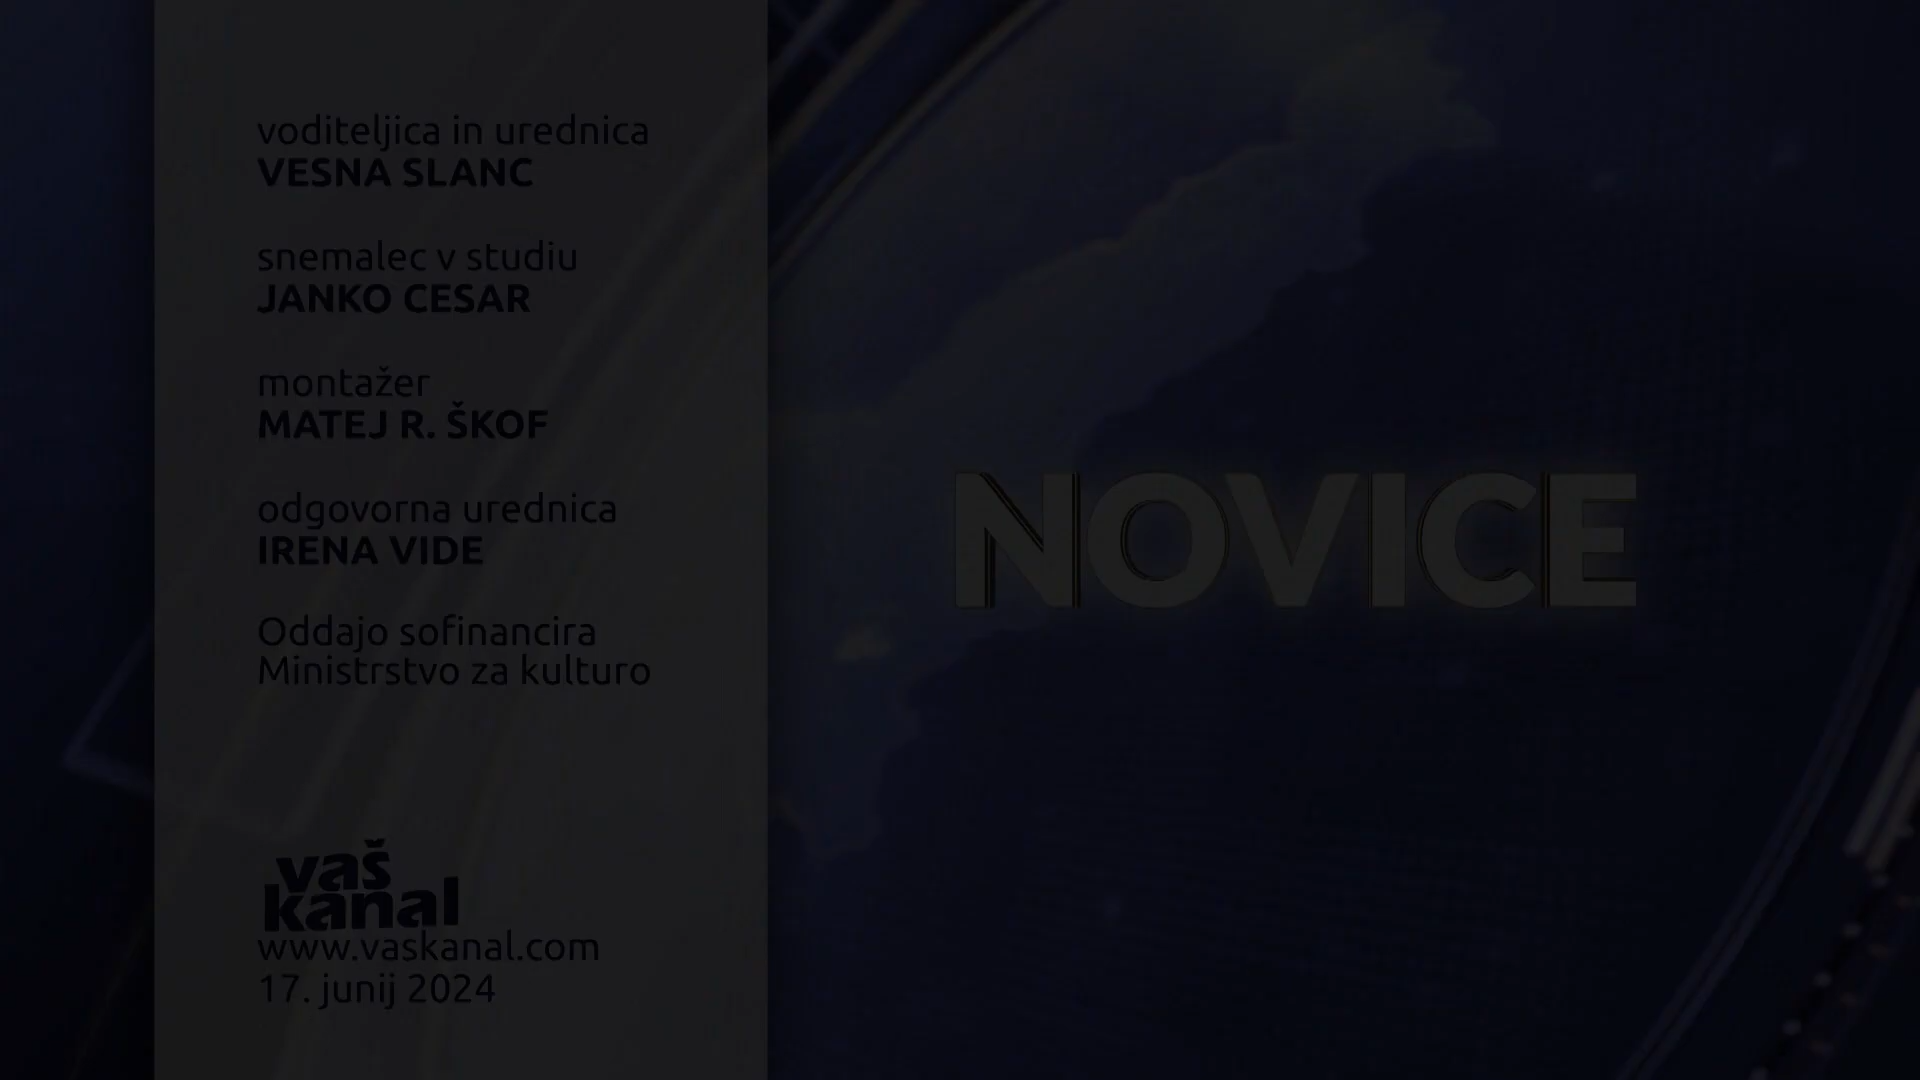 voditeljica in urednica
VESNA SLANC
snemalec v studiu
JANKO CESAR
montažer
MATEJ R. ŠKOF
odgovorna urednica
IRENA VIDE
Oddajo sofinancira
Ministrstvo za kulturo
vaš
kanal
www.vaskanal.com
17. junij 2024
NOVICE